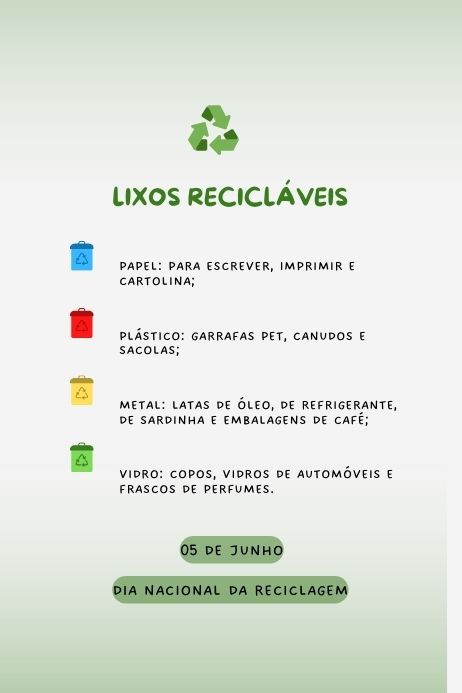 LIXOS RECICLÁVEIS
PAPEL: PARA ESCREVER, IMPRIMIR E
CARTOLINA;
PLÁSTICO: GARRAFAS PET, CANUDOS E
SACOLAS;
METAL: LATAS DE ÓLEO, DE REFRIGERANTE,
DE SARDINHA E EMBALAGENS DE CAFÉ;
VIDRO: COPOS, VIDROS DE AUTOMÓVEIS E
FRASCOS DE PERFUMES.
05 DE JUNHO
DIA NACIONAL DA RECICLAGEM